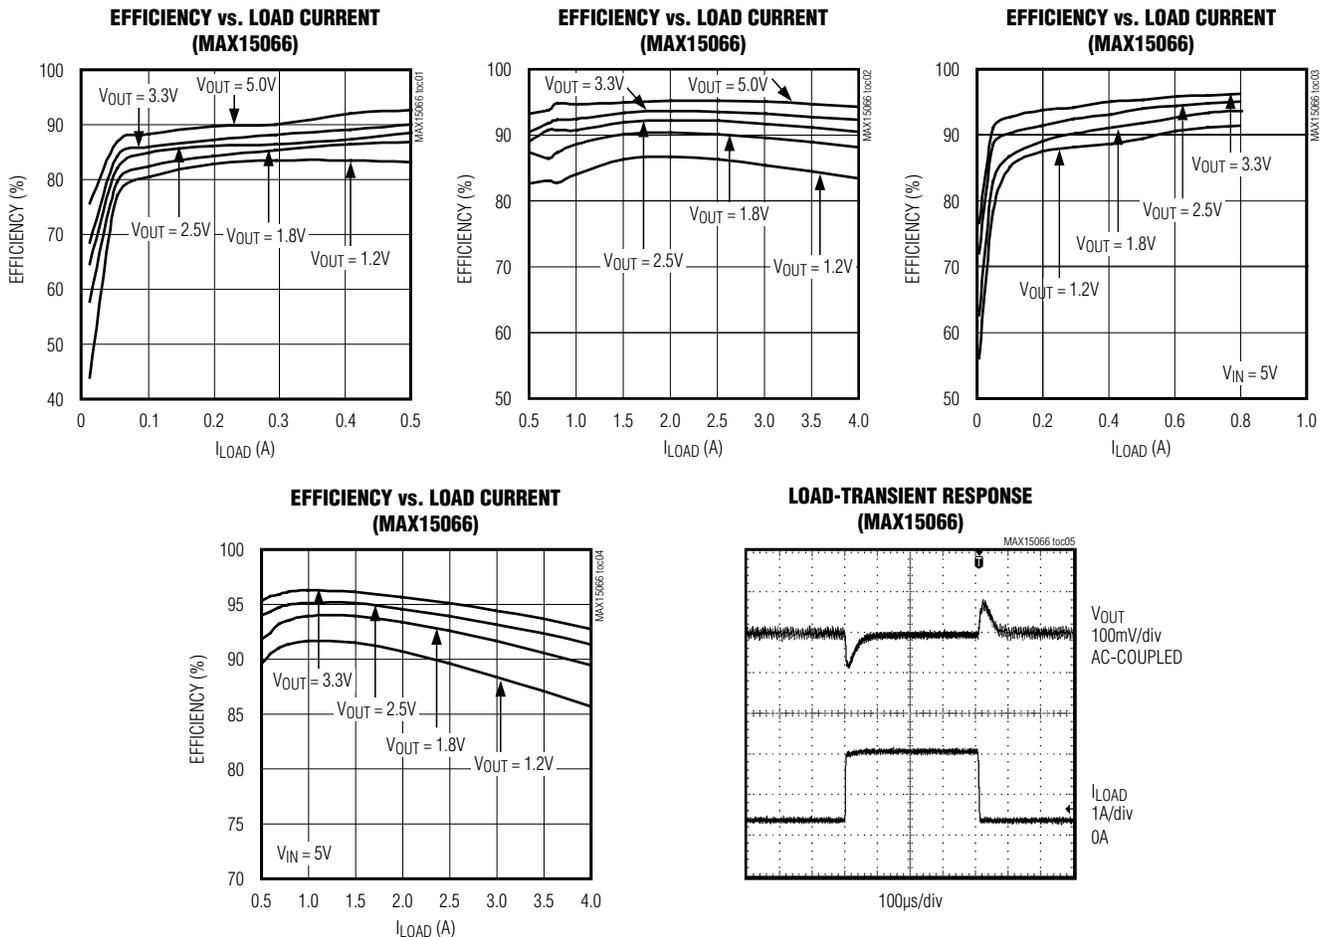 EFFICIENCY vs. LOAD CURRENT
(MAX15066)
MAX15066 toc01
EFFICIENCY (%)
100
90
80
70
60
50
40
VOUT = 3.3V
VOUT = 5.0V
VOUT = 2.5V
VOUT = 1.8V
VOUT = 1.2V
0 0.1 0.2 0.3 0.4 0.5
ILOAD (A)
EFFICIENCY vs. LOAD CURRENT
(MAX15066)
MAX15066 toc02
EFFICIENCY (%)
100
90
80
70
60
50
VOUT = 3.3V
VOUT = 5.0V
VOUT = 1.8V
VOUT = 2.5V
VOUT = 1.2V
0.5 1.0 1.5 2.0 2.5 3.0 3.5 4.0
ILOAD (A)
EFFICIENCY vs. LOAD CURRENT
(MAX15066)
MAX15066 toc03
EFFICIENCY (%)
100
90
80
70
60
50
VOUT = 3.3V
VOUT = 2.5V
VOUT = 1.8V
VOUT = 1.2V
VIN = 5V
0 0.2 0.4 0.6 0.8 1.0
ILOAD (A)
EFFICIENCY vs. LOAD CURRENT
(MAX15066)
MAX15066 toc04
EFFICIENCY (%)
100
95
90
85
80
75
70
VOUT = 3.3V
VOUT = 2.5V
VOUT = 1.8V
VOUT = 1.2V
VIN = 5V
0.5 1.0 1.5 2.0 2.5 3.0 3.5 4.0
ILOAD (A)
LOAD-TRANSIENT RESPONSE
(MAX15066)
MAX15066 toc05
T
VOUT
100mV/div
AC-COUPLED
ILOAD
1A/div
0A
100µs/div